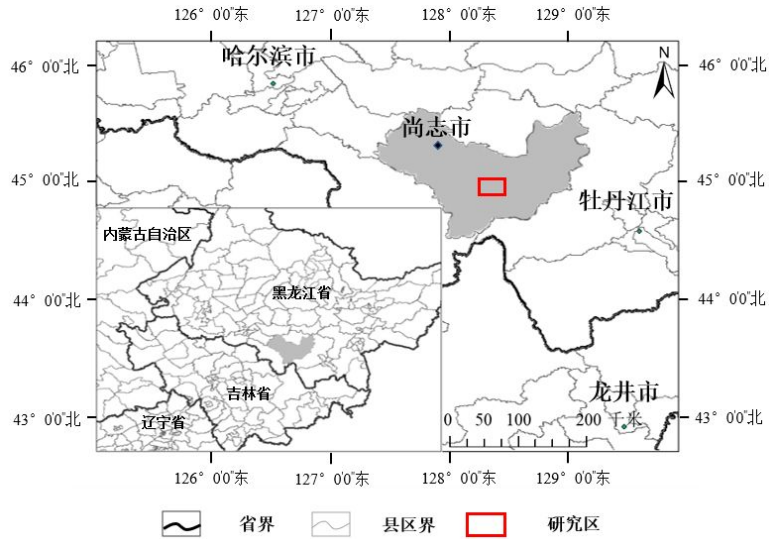 126° 0'0"东 127° 0'0"东 128° 0'0"东 129° 0'0"东
哈尔滨市
N
46° 0'0"北 46° 0'0"北
尚志市
45° 0'0"北 45° 0'0"北
牡丹江市
内蒙古自治区
黑龙江省
44° 0'0"北 44° 0'0"北
吉林省
龙井市
辽宁省
43° 0'0"北 43° 0'0"北
0 50 100 200 千米
126° 0'0"东 127° 0'0"东 128° 0'0"东 129° 0'0"东
省界 县区界 研究区